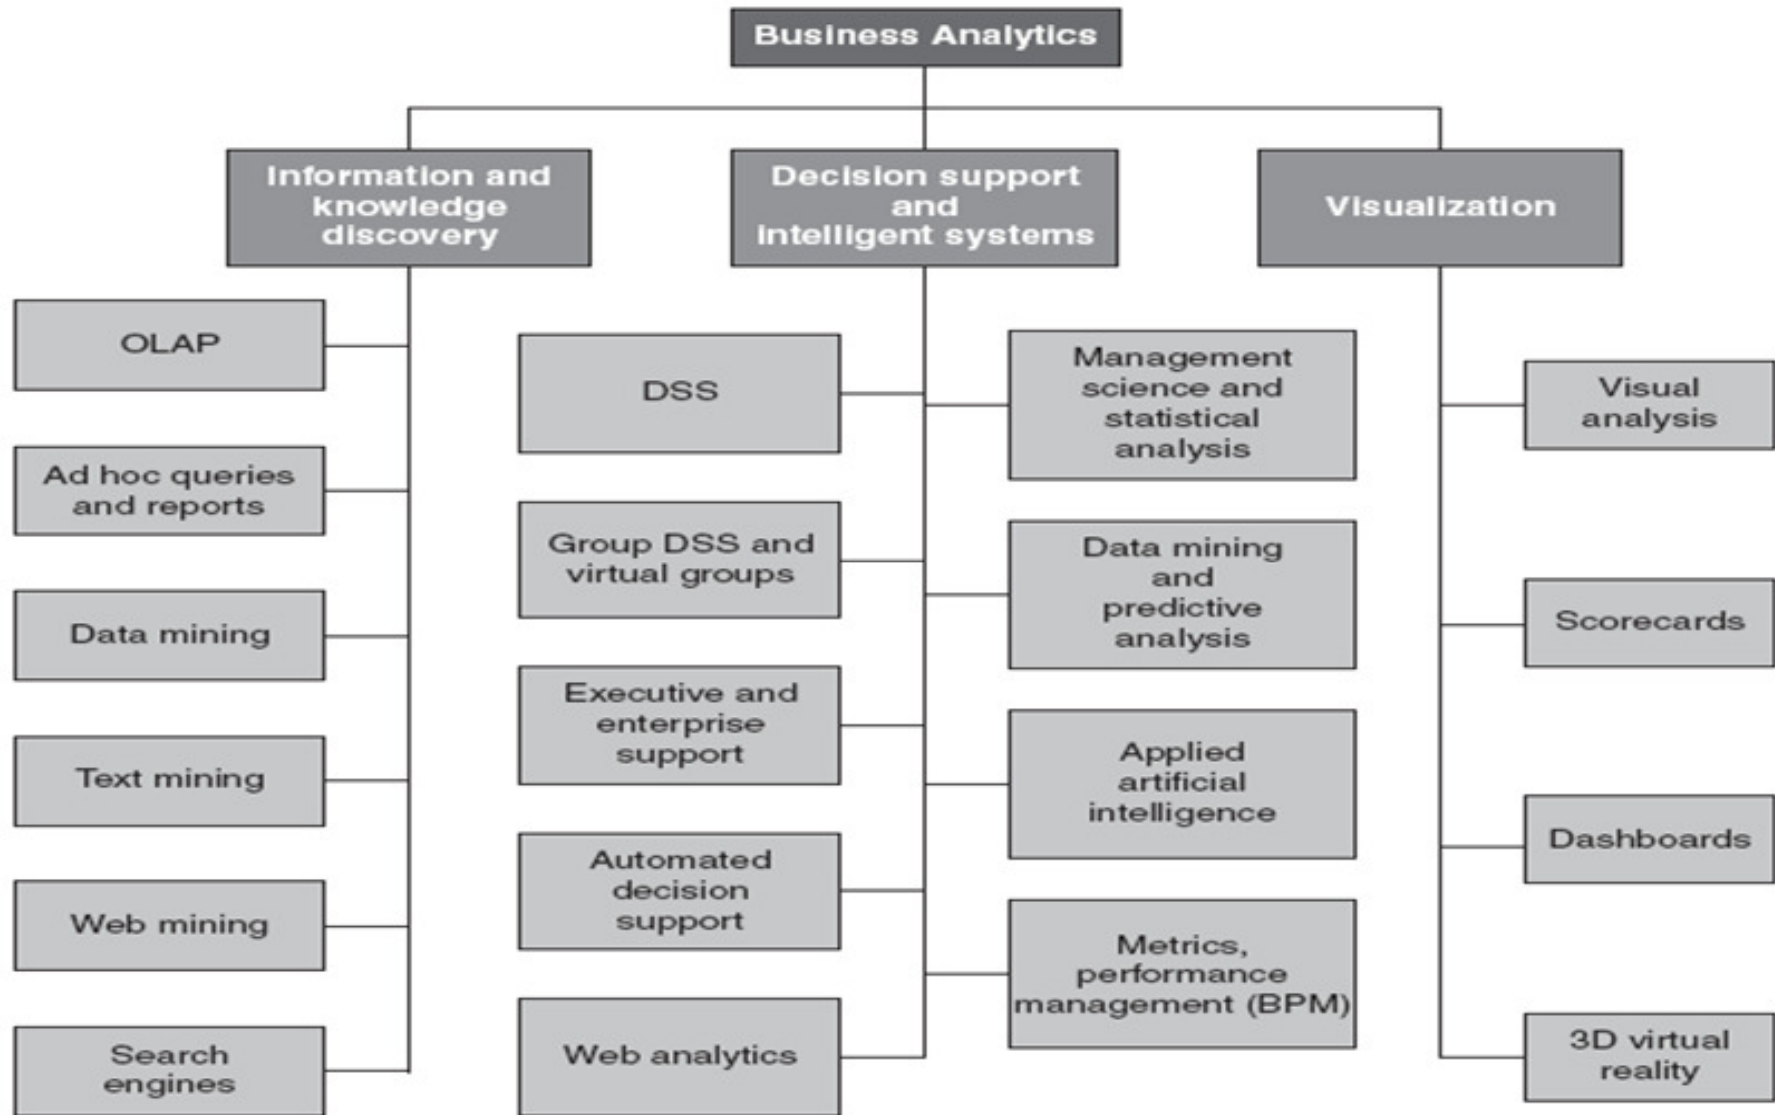 Business Analytics
Information and
knowledge
discovery
Decision support
and
intelligent systems
Visualization
OLAP
Ad hoc queries
and reports
Data mining
Text mining
Web mining
Search
engines
DSS
Group DSS and
virtual groups
Executive and
enterprise
support
Automated
decision
support
Web analytics
Management
science and
statistical
analysis
Data mining
and
predictive
analysis
Applied
artificial
intelligence
Metrics,
performance
management (BPM)
Visual
analysis
Scorecards
Dashboards
3D virtual
reality